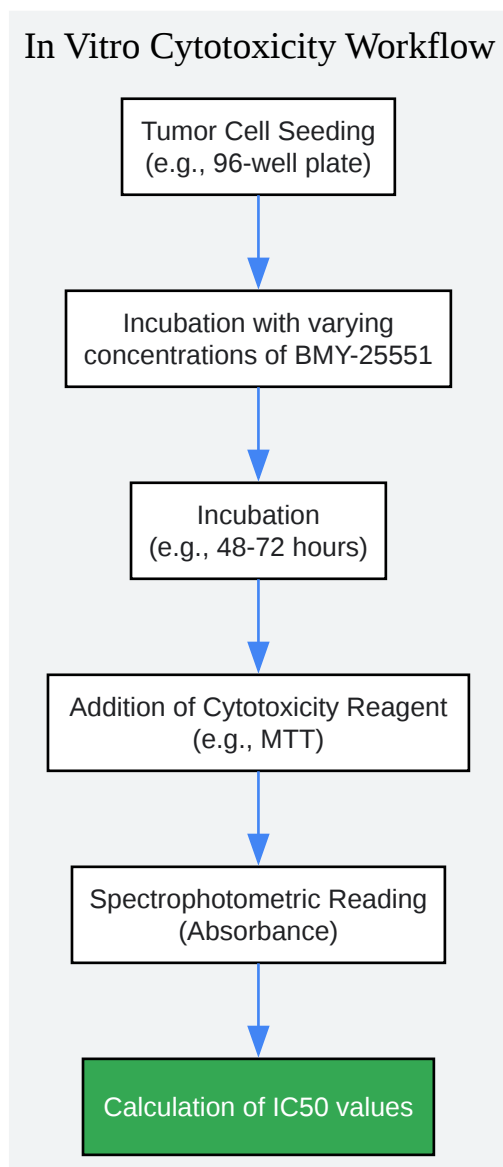 In Vitro Cytotoxicity Workflow
Tumor Cell Seeding
(e.g., 96-well plate)
Incubation with varying
concentrations of BMY-25551
Incubation
(e.g., 48-72 hours)
Addition of Cytotoxicity Reagent
(e.g., MTT)
Spectrophotometric Reading
(Absorbance)
Calculation of IC50 values